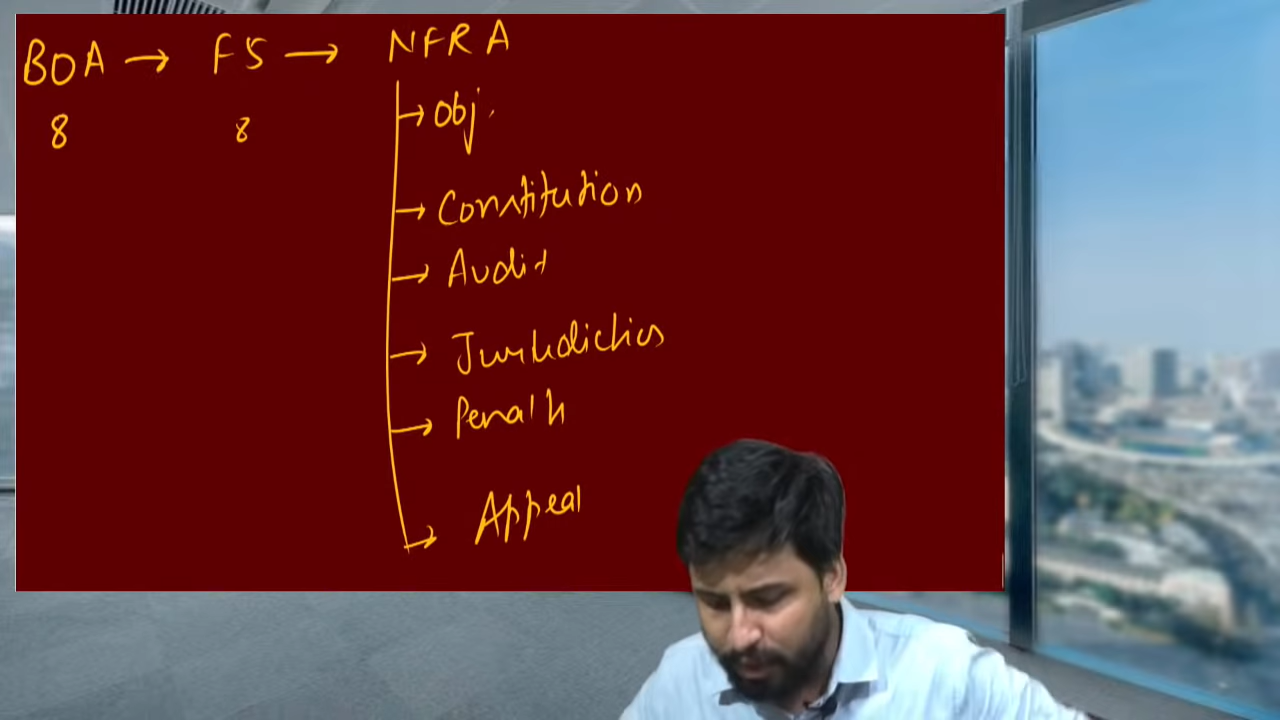 BOA → FS → NFRA
8 8
→ Obj.
→ Constitution
→ Audit
→ Jurisdiction
→ Penalty
→ Appeal